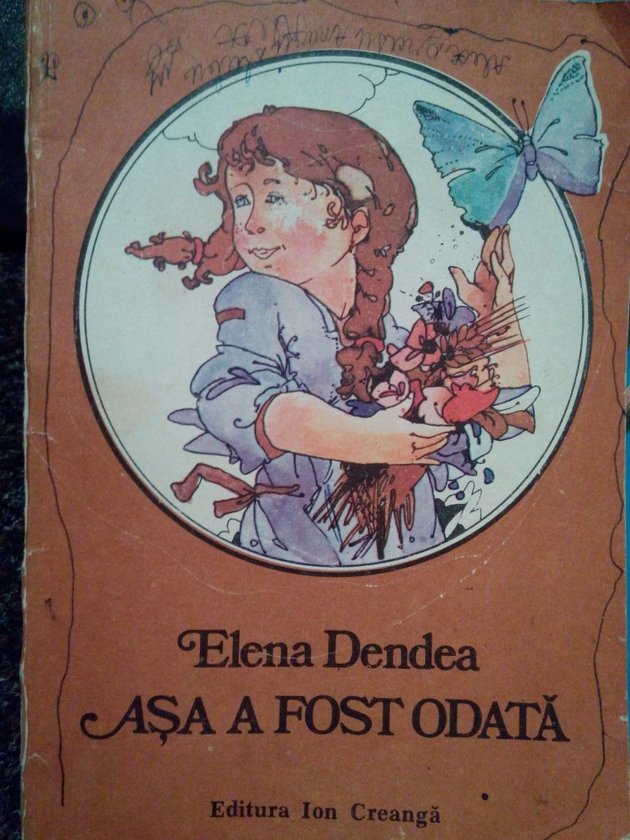 Elena Dendea
AȘA A FOST ODATĂ
Editura Ion Creangă